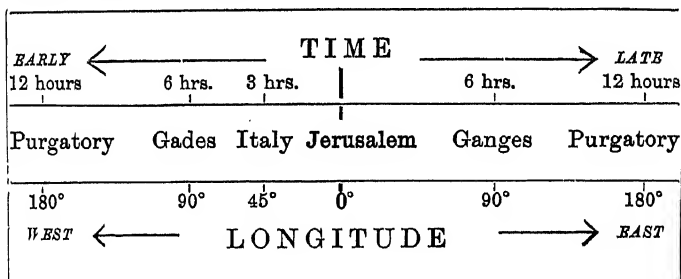 TIME
EARLY LATE
12 hours 6 hrs. 3 hrs. 6 hrs. 12 hours
Purgatory Gades Italy Jerusalem Ganges Purgatory
180° 90° 45° 0° 90° 180°
WEST LONGITUDE EAST